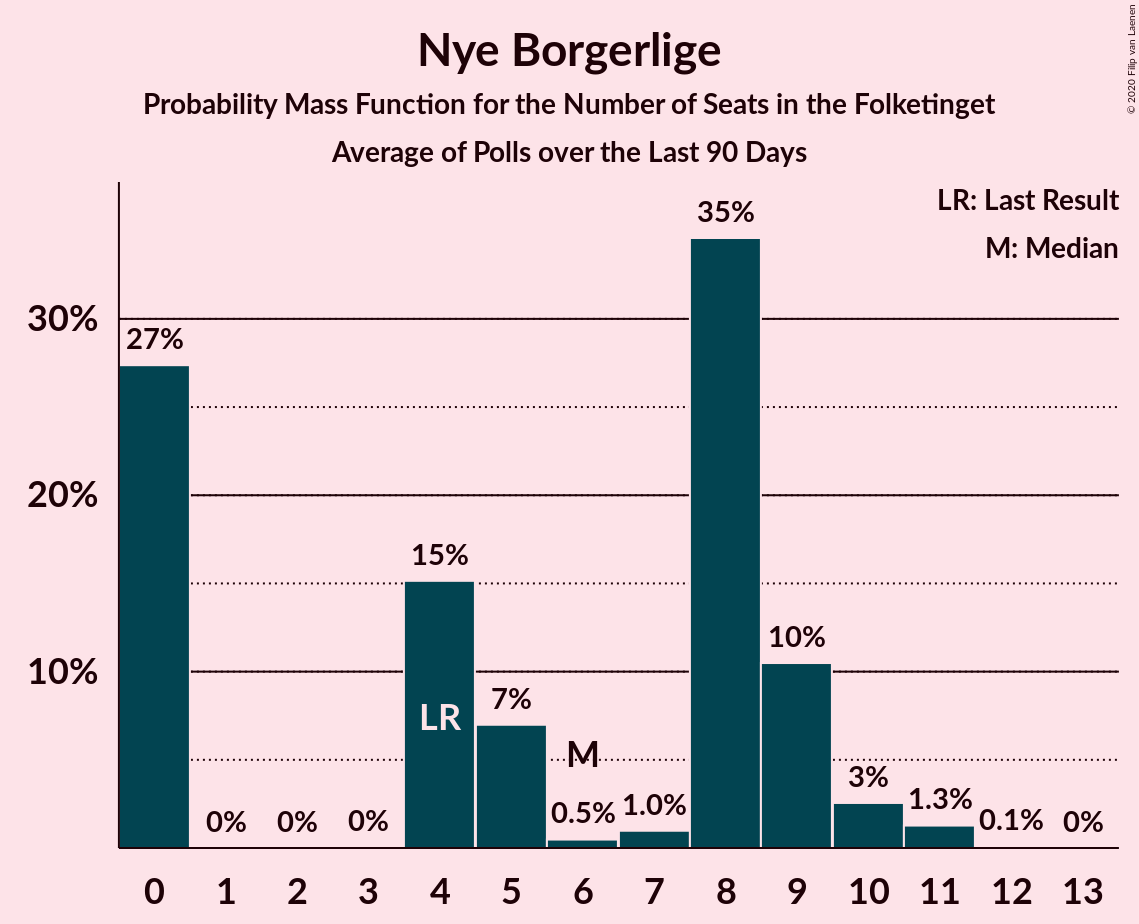 Nye Borgerlige
Probability Mass Function for the Number of Seats in the Folketinget
Average of Polls over the Last 90 Days
© 2020 Filip van Laenen
LR: Last Result
M: Median
35%
30%
27%
20%
15%
10%
10%
LR
7%
M
3%
1.3%
1.0%
0.5%
0.1%
0%
0%
0%
0%
0 1 2 3 4 5 6 7 8 9 10 11 12 13